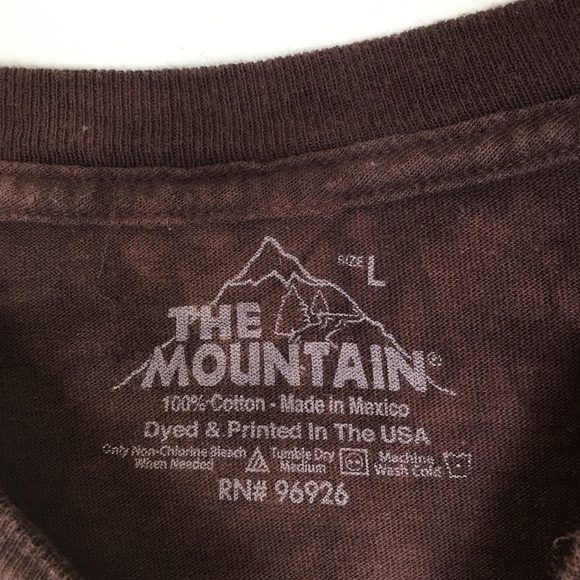 SIZE L
THE
MOUNTAIN®
100% Cotton - Made in Mexico
Dyed & Printed In The USA
Only Non-Chlorine Bleach Tumble Dry Machine
When Needed Medium Wash Cold
RN# 96926